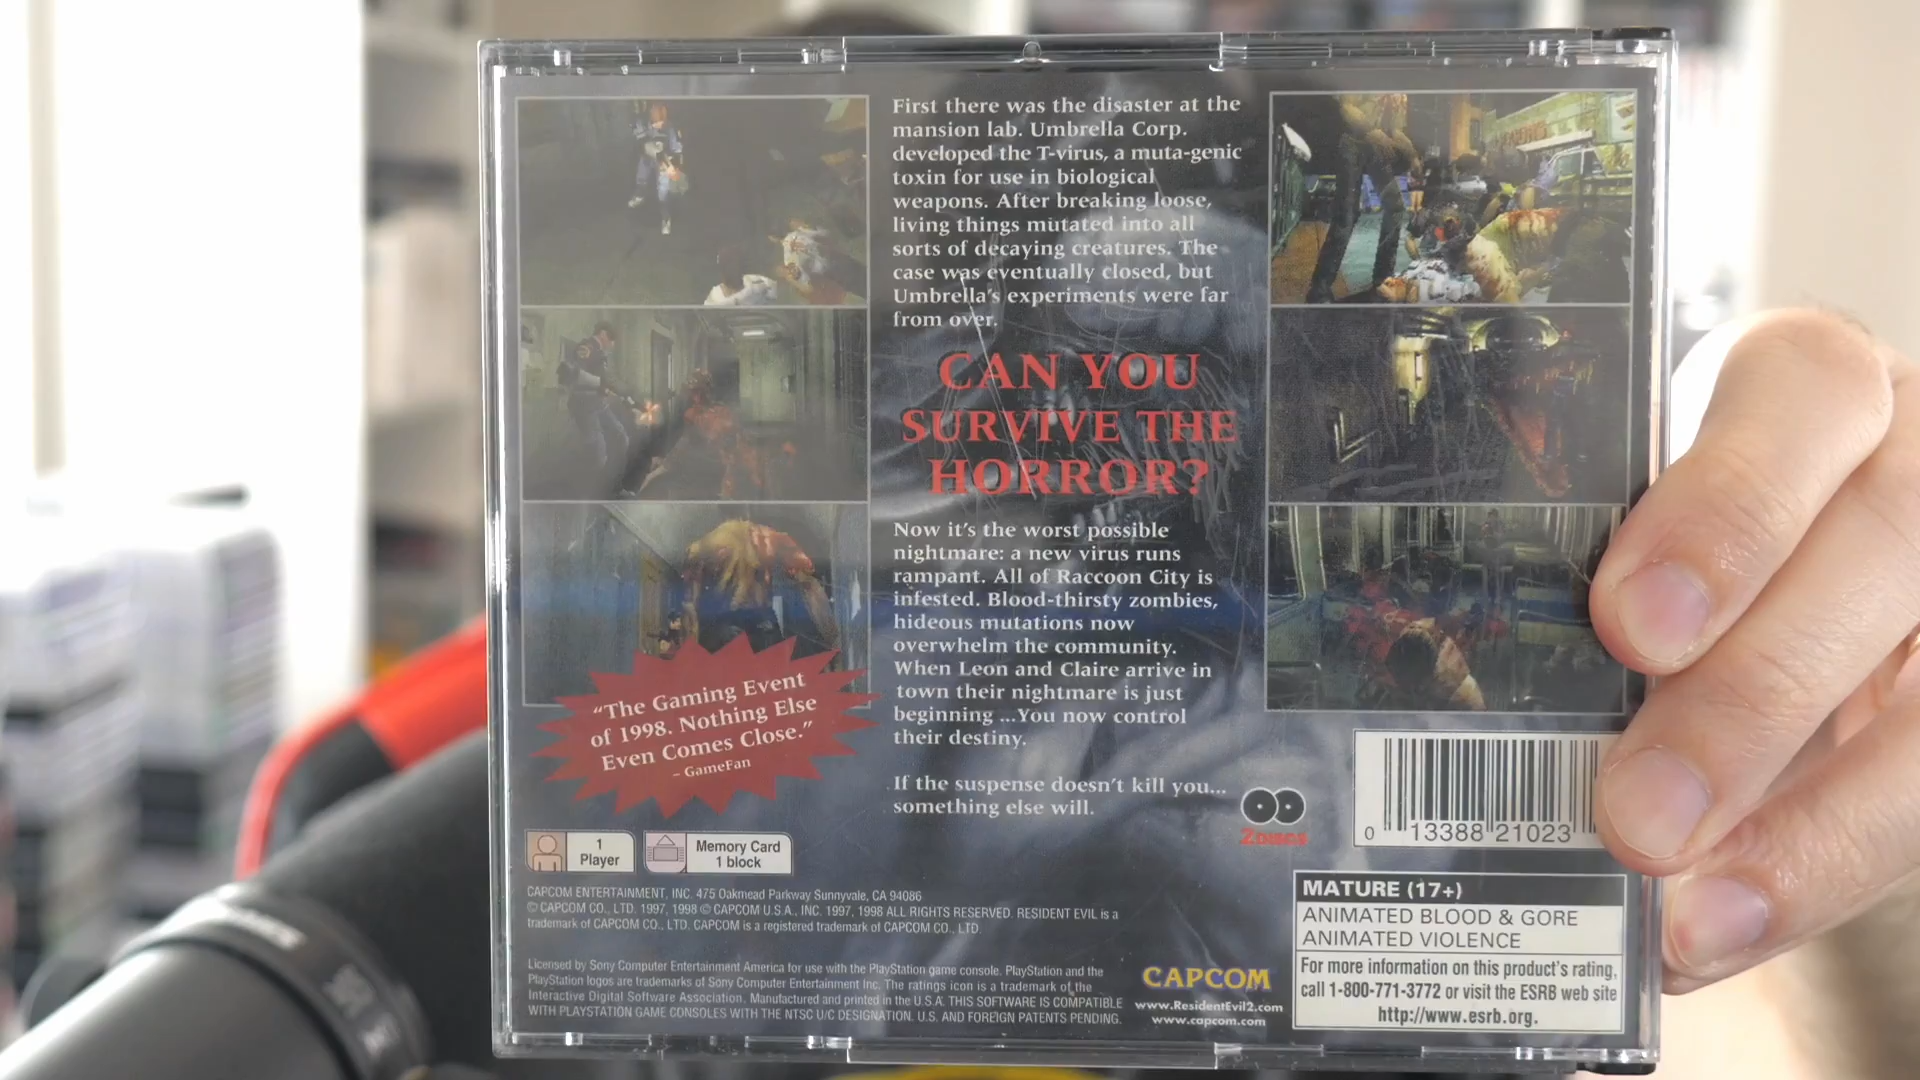 First there was the disaster at the
mansion lab. Umbrella Corp.
developed the T-virus, a muta-genic
toxin for use in biological
weapons. After breaking loose,
living things mutated into all
sorts of decaying creatures. The
case was eventually closed, but
Umbrella's experiments were far
from over.
CAN YOU
SURVIVE THE
HORROR?
Now it's the worst possible
nightmare: a new virus runs
rampant. All of Raccoon City is
infested. Blood-thirsty zombies,
hideous mutations now
overwhelm the community.
When Leon and Claire arrive in
town their nightmare is just
beginning ...You now control
their destiny.
If the suspense doesn't kill you...
something else will.
"The Gaming Event
of 1998. Nothing Else
Even Comes Close."
- GameFan
1
Player
Memory Card
1 block
2 DISCS
0 13388 21023
CAPCOM ENTERTAINMENT, INC. 475 Oakmead Parkway Sunnyvale, CA 94086
© CAPCOM CO., LTD. 1997, 1998 © CAPCOM U.S.A., INC. 1997, 1998 ALL RIGHTS RESERVED. RESIDENT EVIL is a
trademark of CAPCOM CO., LTD. CAPCOM is a registered trademark of CAPCOM CO., LTD.
Licensed by Sony Computer Entertainment America for use with the PlayStation game console. PlayStation and the
PlayStation logos are trademarks of Sony Computer Entertainment Inc. The ratings icon is a trademark of the
Interactive Digital Software Association. Manufactured and printed in the U.S.A. THIS SOFTWARE IS COMPATIBLE
WITH PLAYSTATION GAME CONSOLES WITH THE NTSC U/C DESIGNATION. U.S. AND FOREIGN PATENTS PENDING.
CAPCOM
www.ResidentEvil2.com
www.capcom.com
MATURE (17+)
ANIMATED BLOOD & GORE
ANIMATED VIOLENCE
For more information on this product's rating,
call 1-800-771-3772 or visit the ESRB web site
http://www.esrb.org.